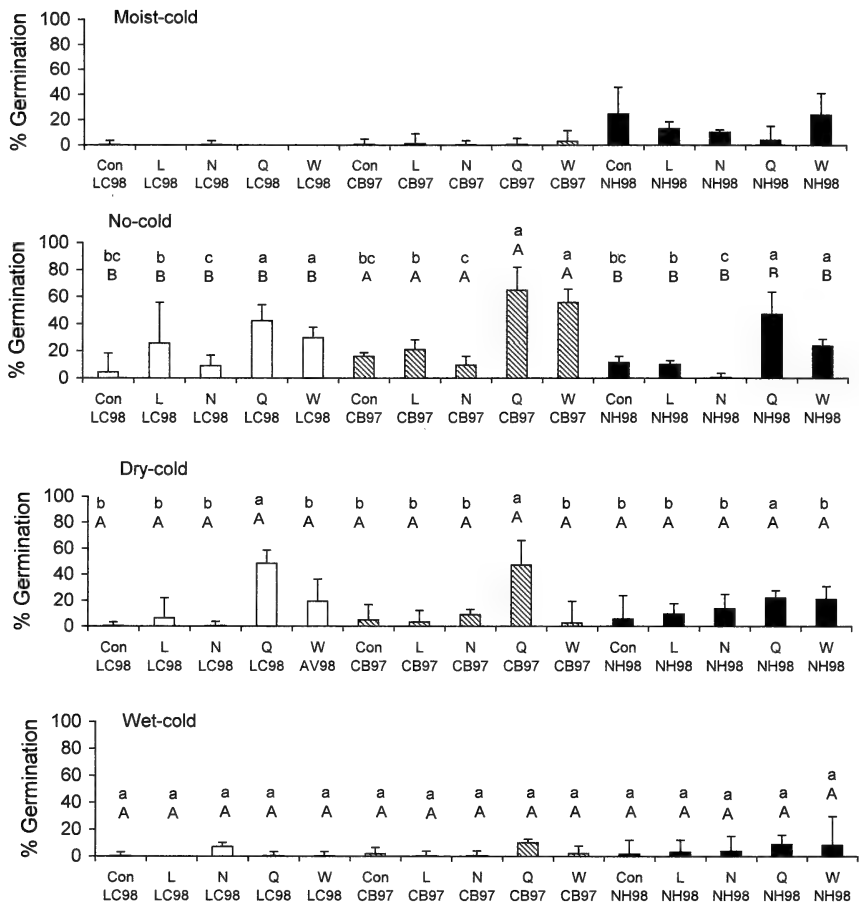 Moist-cold
% Germination
100
80
60
40
20
0
Con L N Q W Con L N Q W Con L N Q W
LC98 LC98 LC98 LC98 LC98 CB97 CB97 CB97 CB97 CB97 NH98 NH98 NH98 NH98 NH98
No-cold
% Germination
100
80
60
40
20
0
bc b c a a bc b c a a bc b c a a
B B B B B A A A A A B B B B B
Con L N Q W Con L N Q W Con L N Q W
LC98 LC98 LC98 LC98 LC98 CB97 CB97 CB97 CB97 CB97 NH98 NH98 NH98 NH98 NH98
Dry-cold
% Germination
100
80
60
40
20
0
b b b a b b b b a b b b b a b
A A A A A A A A A A A A A A A
Con L N Q W Con L N Q W Con L N Q W
LC98 LC98 LC98 LC98 AV98 CB97 CB97 CB97 CB97 CB97 NH98 NH98 NH98 NH98 NH98
Wet-cold
% Germination
100
80
60
40
20
0
a a a a a a a a a a a a a a a
A A A A A A A A A A A A A A A
Con L N Q W Con L N Q W Con L N Q W
LC98 LC98 LC98 LC98 LC98 CB97 CB97 CB97 CB97 CB97 NH98 NH98 NH98 NH98 NH98